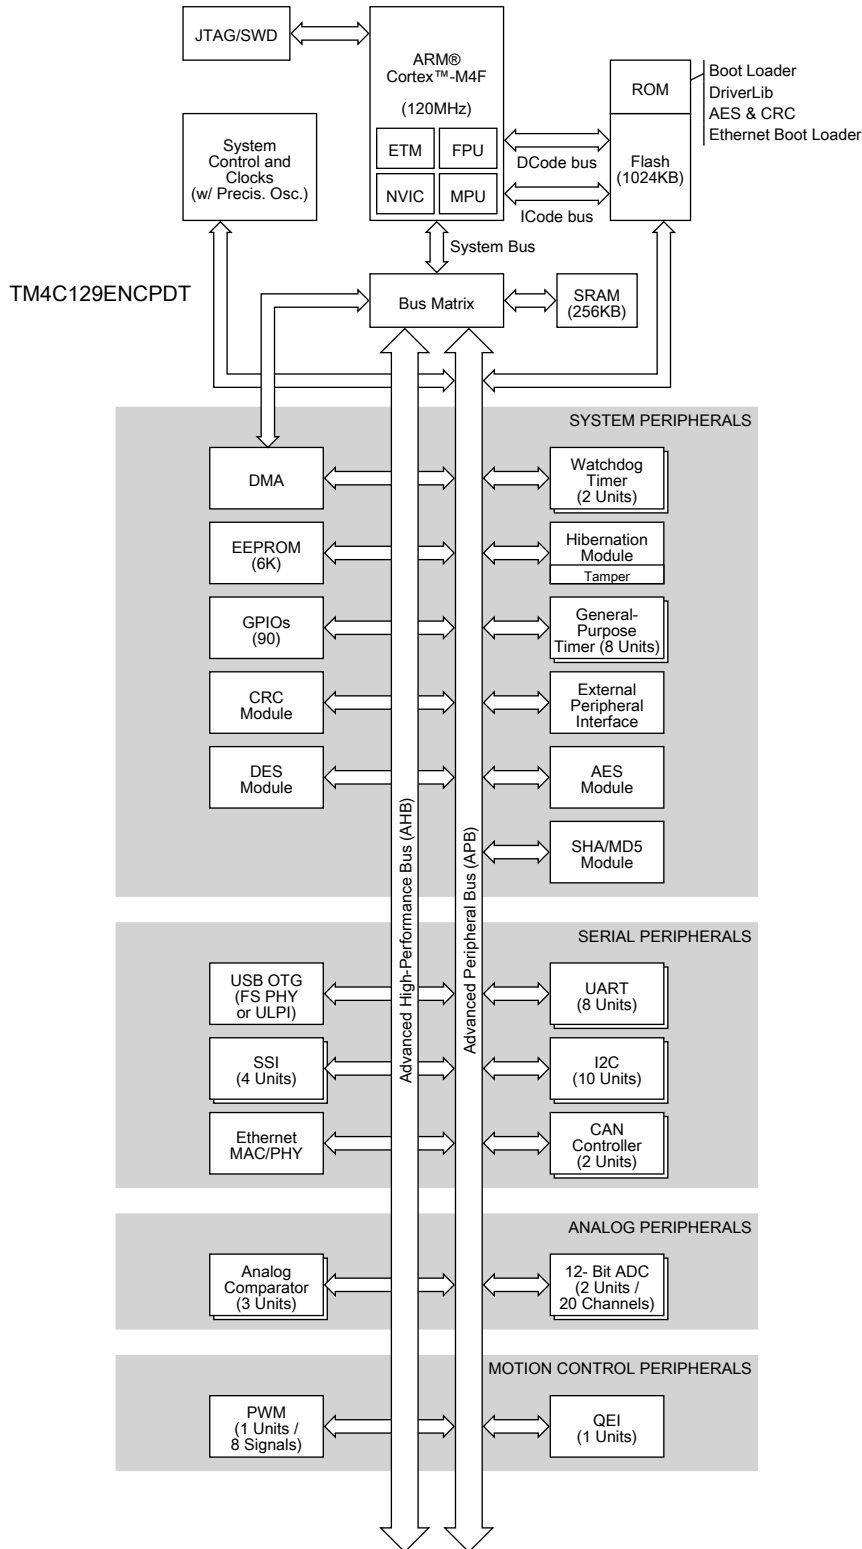 JTAG/SWD
ARM®
Cortex™-M4F
(120MHz)
ETM
FPU
NVIC
MPU
ROM
Flash
(1024KB)
Boot Loader
DriverLib
AES & CRC
Ethernet Boot Loader
DCode bus
ICode bus
System
Control and
Clocks
(w/ Precis. Osc.)
System Bus
TM4C129ENCPDT
Bus Matrix
SRAM
(256KB)
SYSTEM PERIPHERALS
DMA
Watchdog
Timer
(2 Units)
EEPROM
(6K)
Hibernation
Module
Tamper
GPIOs
(90)
General-
Purpose
Timer (8 Units)
CRC
Module
External
Peripheral
Interface
DES
Module
AES
Module
SHA/MD5
Module
Advanced High-Performance Bus (AHB)
Advanced Peripheral Bus (APB)
SERIAL PERIPHERALS
USB OTG
(FS PHY
or ULPI)
UART
(8 Units)
SSI
(4 Units)
I2C
(10 Units)
Ethernet
MAC/PHY
CAN
Controller
(2 Units)
ANALOG PERIPHERALS
Analog
Comparator
(3 Units)
12- Bit ADC
(2 Units /
20 Channels)
MOTION CONTROL PERIPHERALS
PWM
(1 Units /
8 Signals)
QEI
(1 Units)